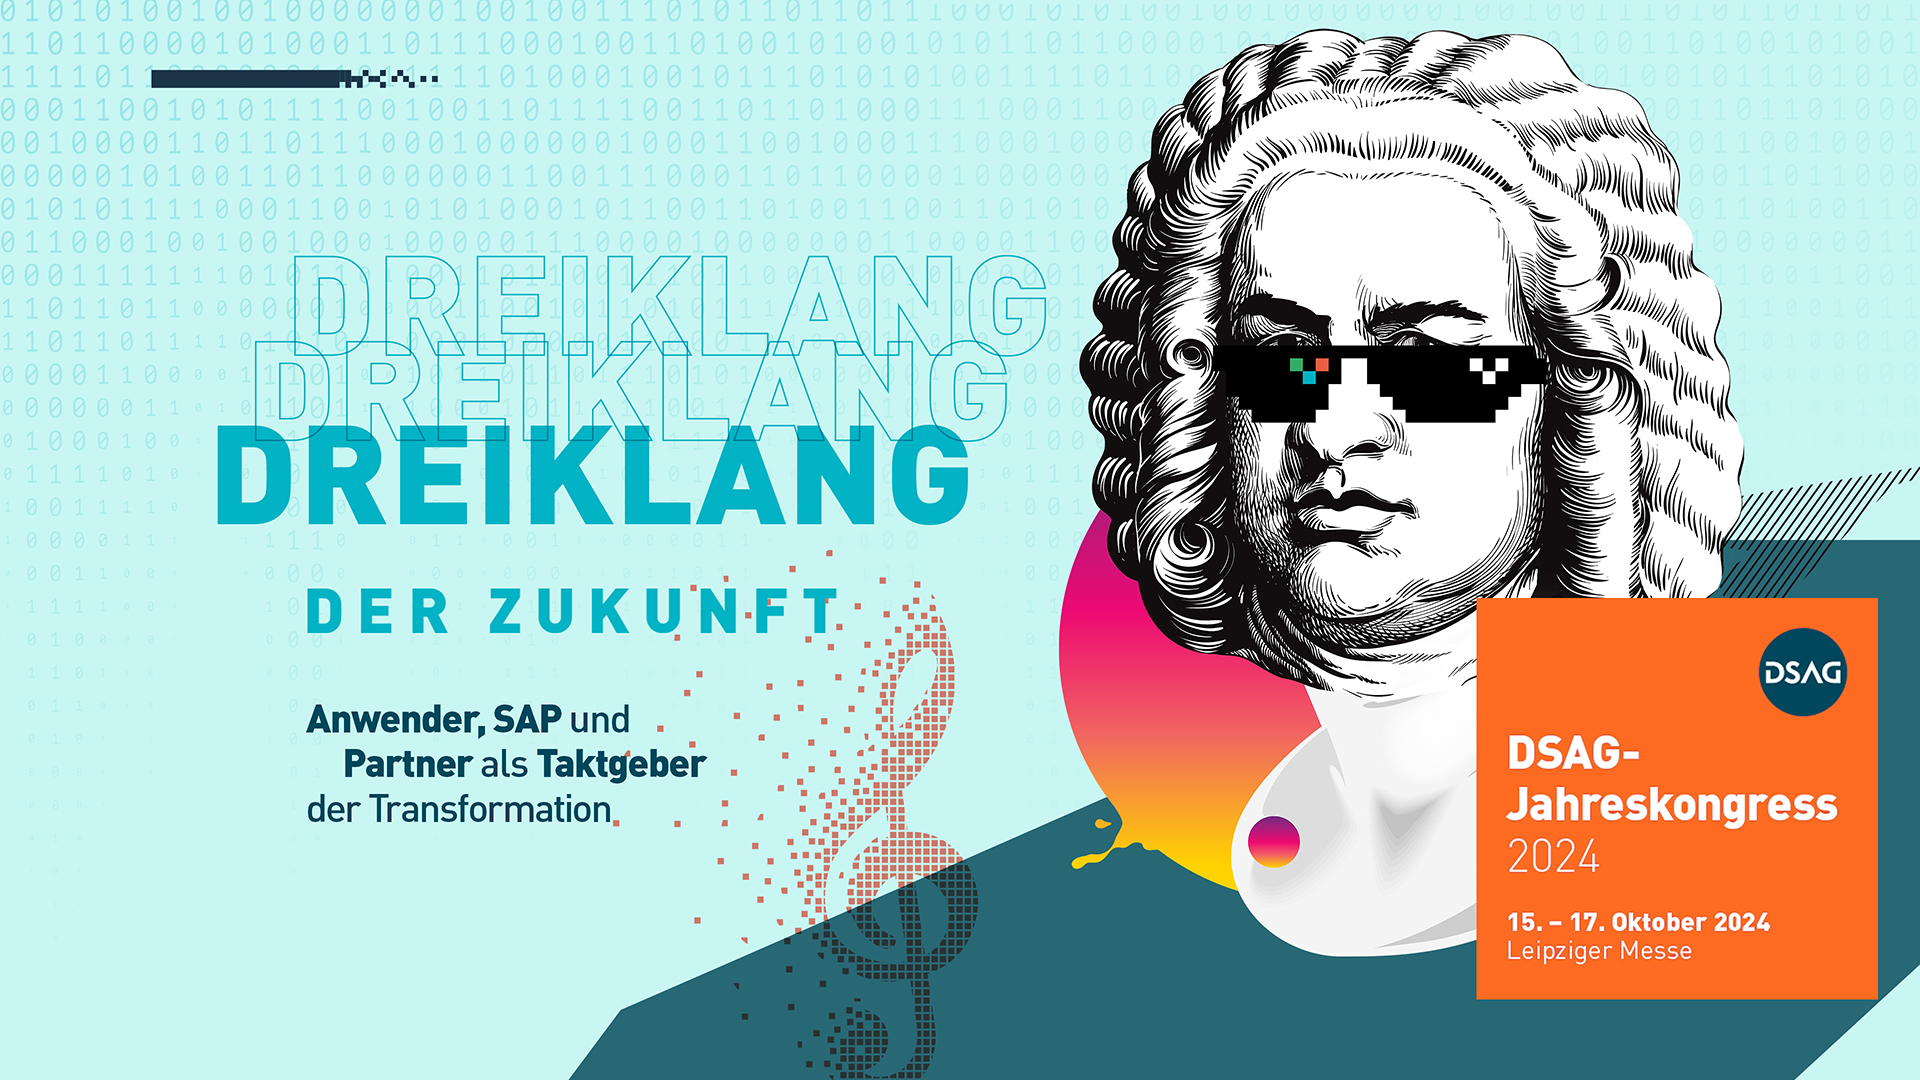 DREIKLANG
DREIKLANG
DREIKLANG
DER ZUKUNFT
Anwender, SAP und
Partner als Taktgeber
der Transformation
DSAG
DSAG-
Jahreskongress
2024
15. – 17. Oktober 2024
Leipziger Messe